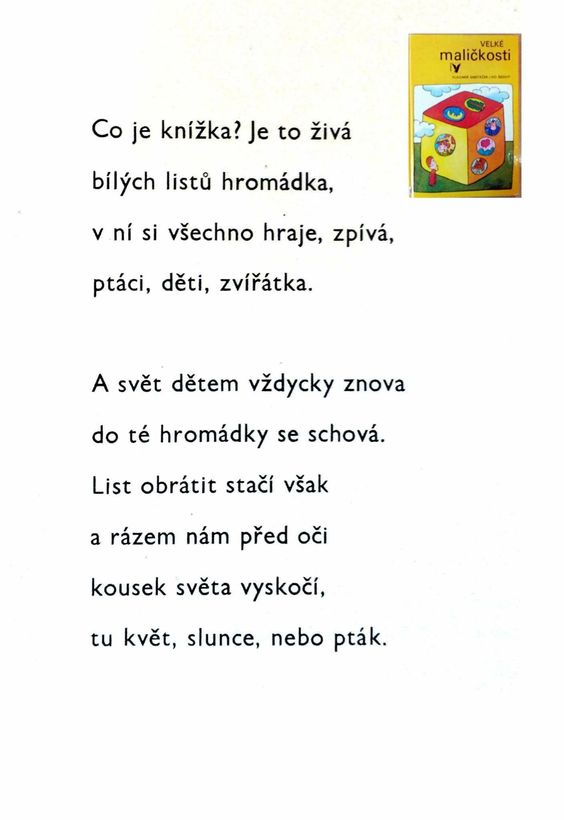 VELKÉ
maličkosti
Co je knížka? Je to živá
bílých listů hromádka,
v ní si všechno hraje, zpívá,
ptáci, děti, zvířátka.
A svět dětem vždycky znova
do té hromádky se schová.
List obrátit stačí však
a rázem nám před oči
kousek světa vyskočí,
tu květ, slunce, nebo pták.